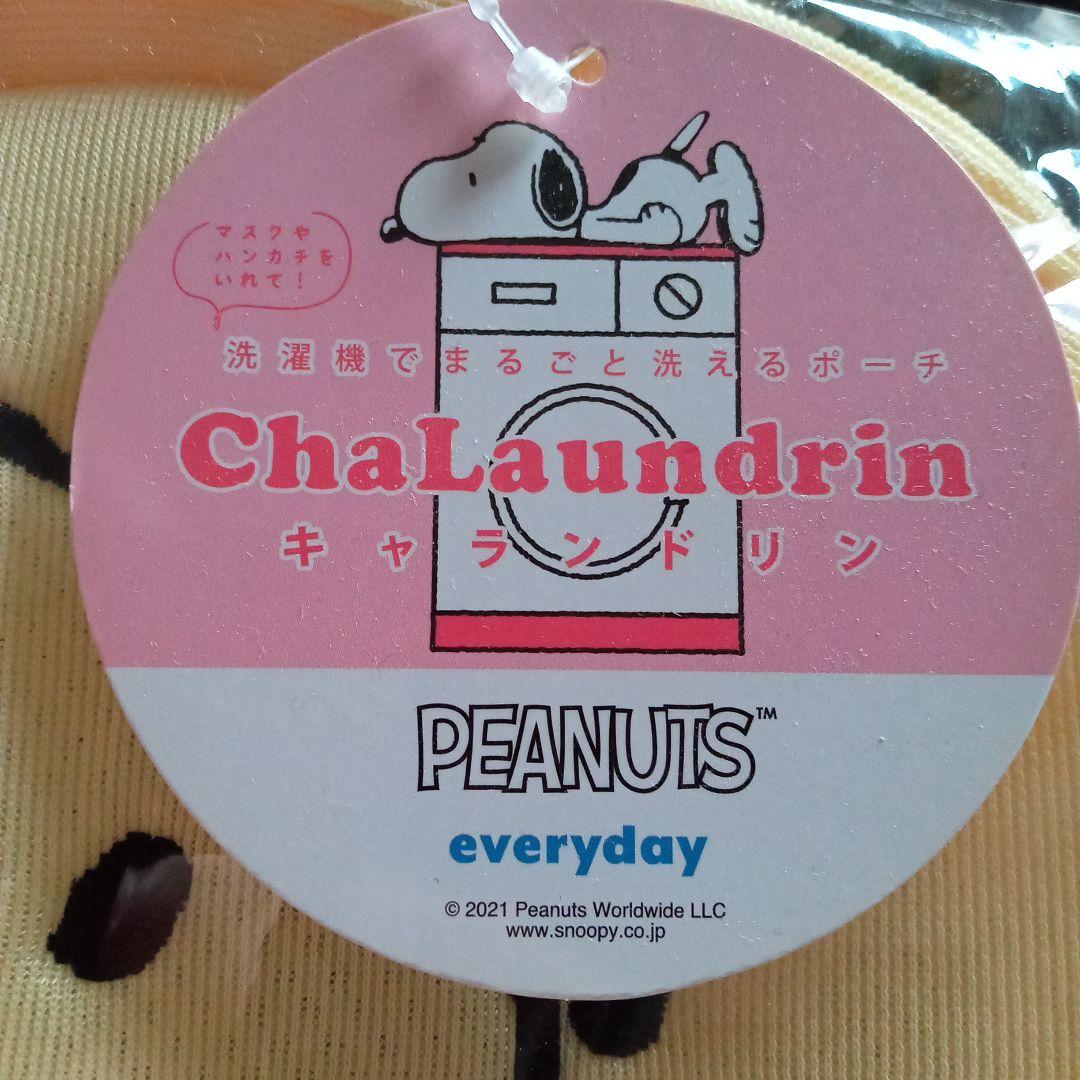 マスクや
ハンカチを
いれて！
洗濯機でまるごと洗えるポーチ
ChaLaundrin
キャランドリン
PEANUTS™
everyday
© 2021 Peanuts Worldwide LLC
www.snoopy.co.jp